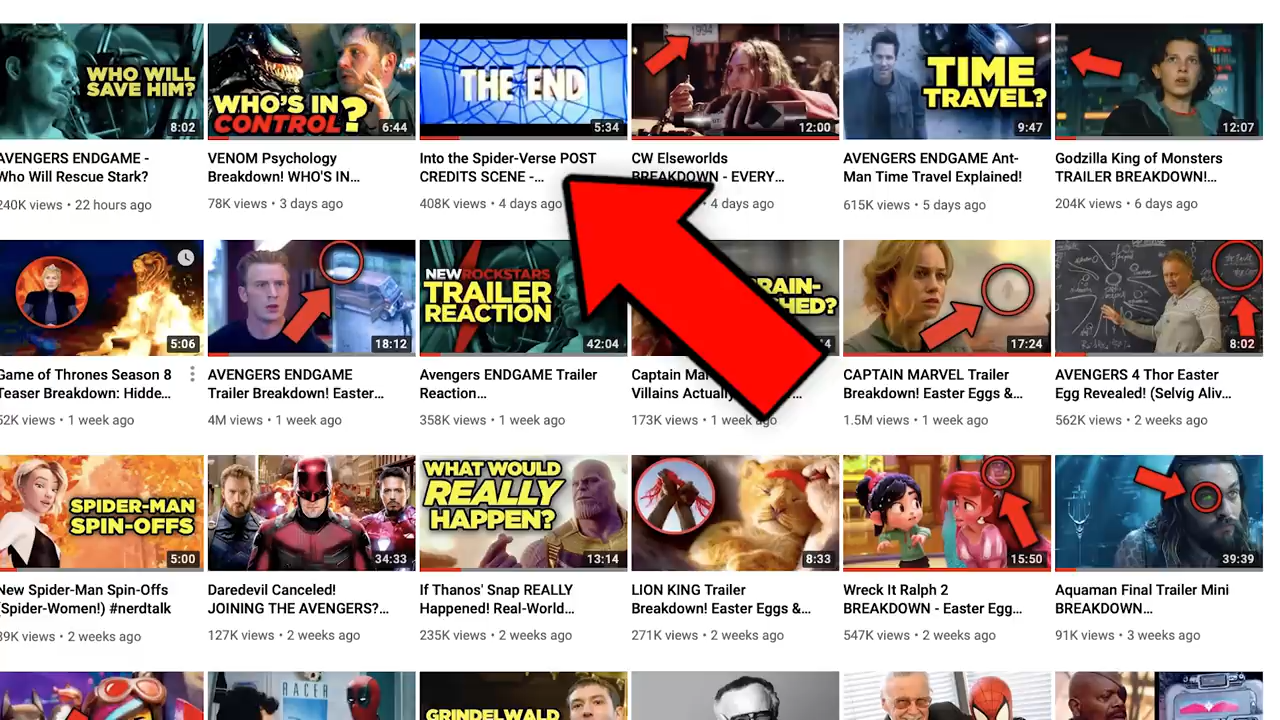 WHO WILL
SAVE HIM?
8:02
WHO'S IN
CONTROL?
6:44
THE END
5:34
1994
12:00
TIME
TRAVEL?
9:47
12:07
AVENGERS ENDGAME -
Who Will Rescue Stark?
240K views • 22 hours ago
VENOM Psychology
Breakdown! WHO'S IN...
78K views • 3 days ago
Into the Spider-Verse POST
CREDITS SCENE -...
408K views • 4 days ago
CW Elseworlds
BREAKDOWN - EVERY...
• 4 days ago
AVENGERS ENDGAME Ant-
Man Time Travel Explained!
615K views • 5 days ago
Godzilla King of Monsters
TRAILER BREAKDOWN!...
204K views • 6 days ago
5:06
18:12
NEW ROCKSTARS
TRAILER
REACTION
42:04
17:24
8:02
Game of Thrones Season 8
Teaser Breakdown: Hidde...
52K views • 1 week ago
AVENGERS ENDGAME
Trailer Breakdown! Easter...
4M views • 1 week ago
Avengers ENDGAME Trailer
Reaction...
358K views • 1 week ago
Captain
Villains
173K views • 1 week ago
CAPTAIN MARVEL Trailer
Breakdown! Easter Eggs &...
1.5M views • 1 week ago
AVENGERS 4 Thor Easter
Egg Revealed! (Selvig Aliv...
562K views • 2 weeks ago
SPIDER-MAN
SPIN-OFFS
5:00
34:33
WHAT WOULD
REALLY
HAPPEN?
13:14
8:33
15:50
39:39
New Spider-Man Spin-Offs
(Spider-Women!) #nerdtalk
39K views • 2 weeks ago
Daredevil Canceled!
JOINING THE AVENGERS?...
127K views • 2 weeks ago
If Thanos' Snap REALLY
Happened! Real-World...
235K views • 2 weeks ago
LION KING Trailer
Breakdown! Easter Eggs &...
271K views • 2 weeks ago
Wreck It Ralph 2
BREAKDOWN - Easter Egg...
547K views • 2 weeks ago
Aquaman Final Trailer Mini
BREAKDOWN...
91K views • 3 weeks ago
RACER
GRINDELWALD